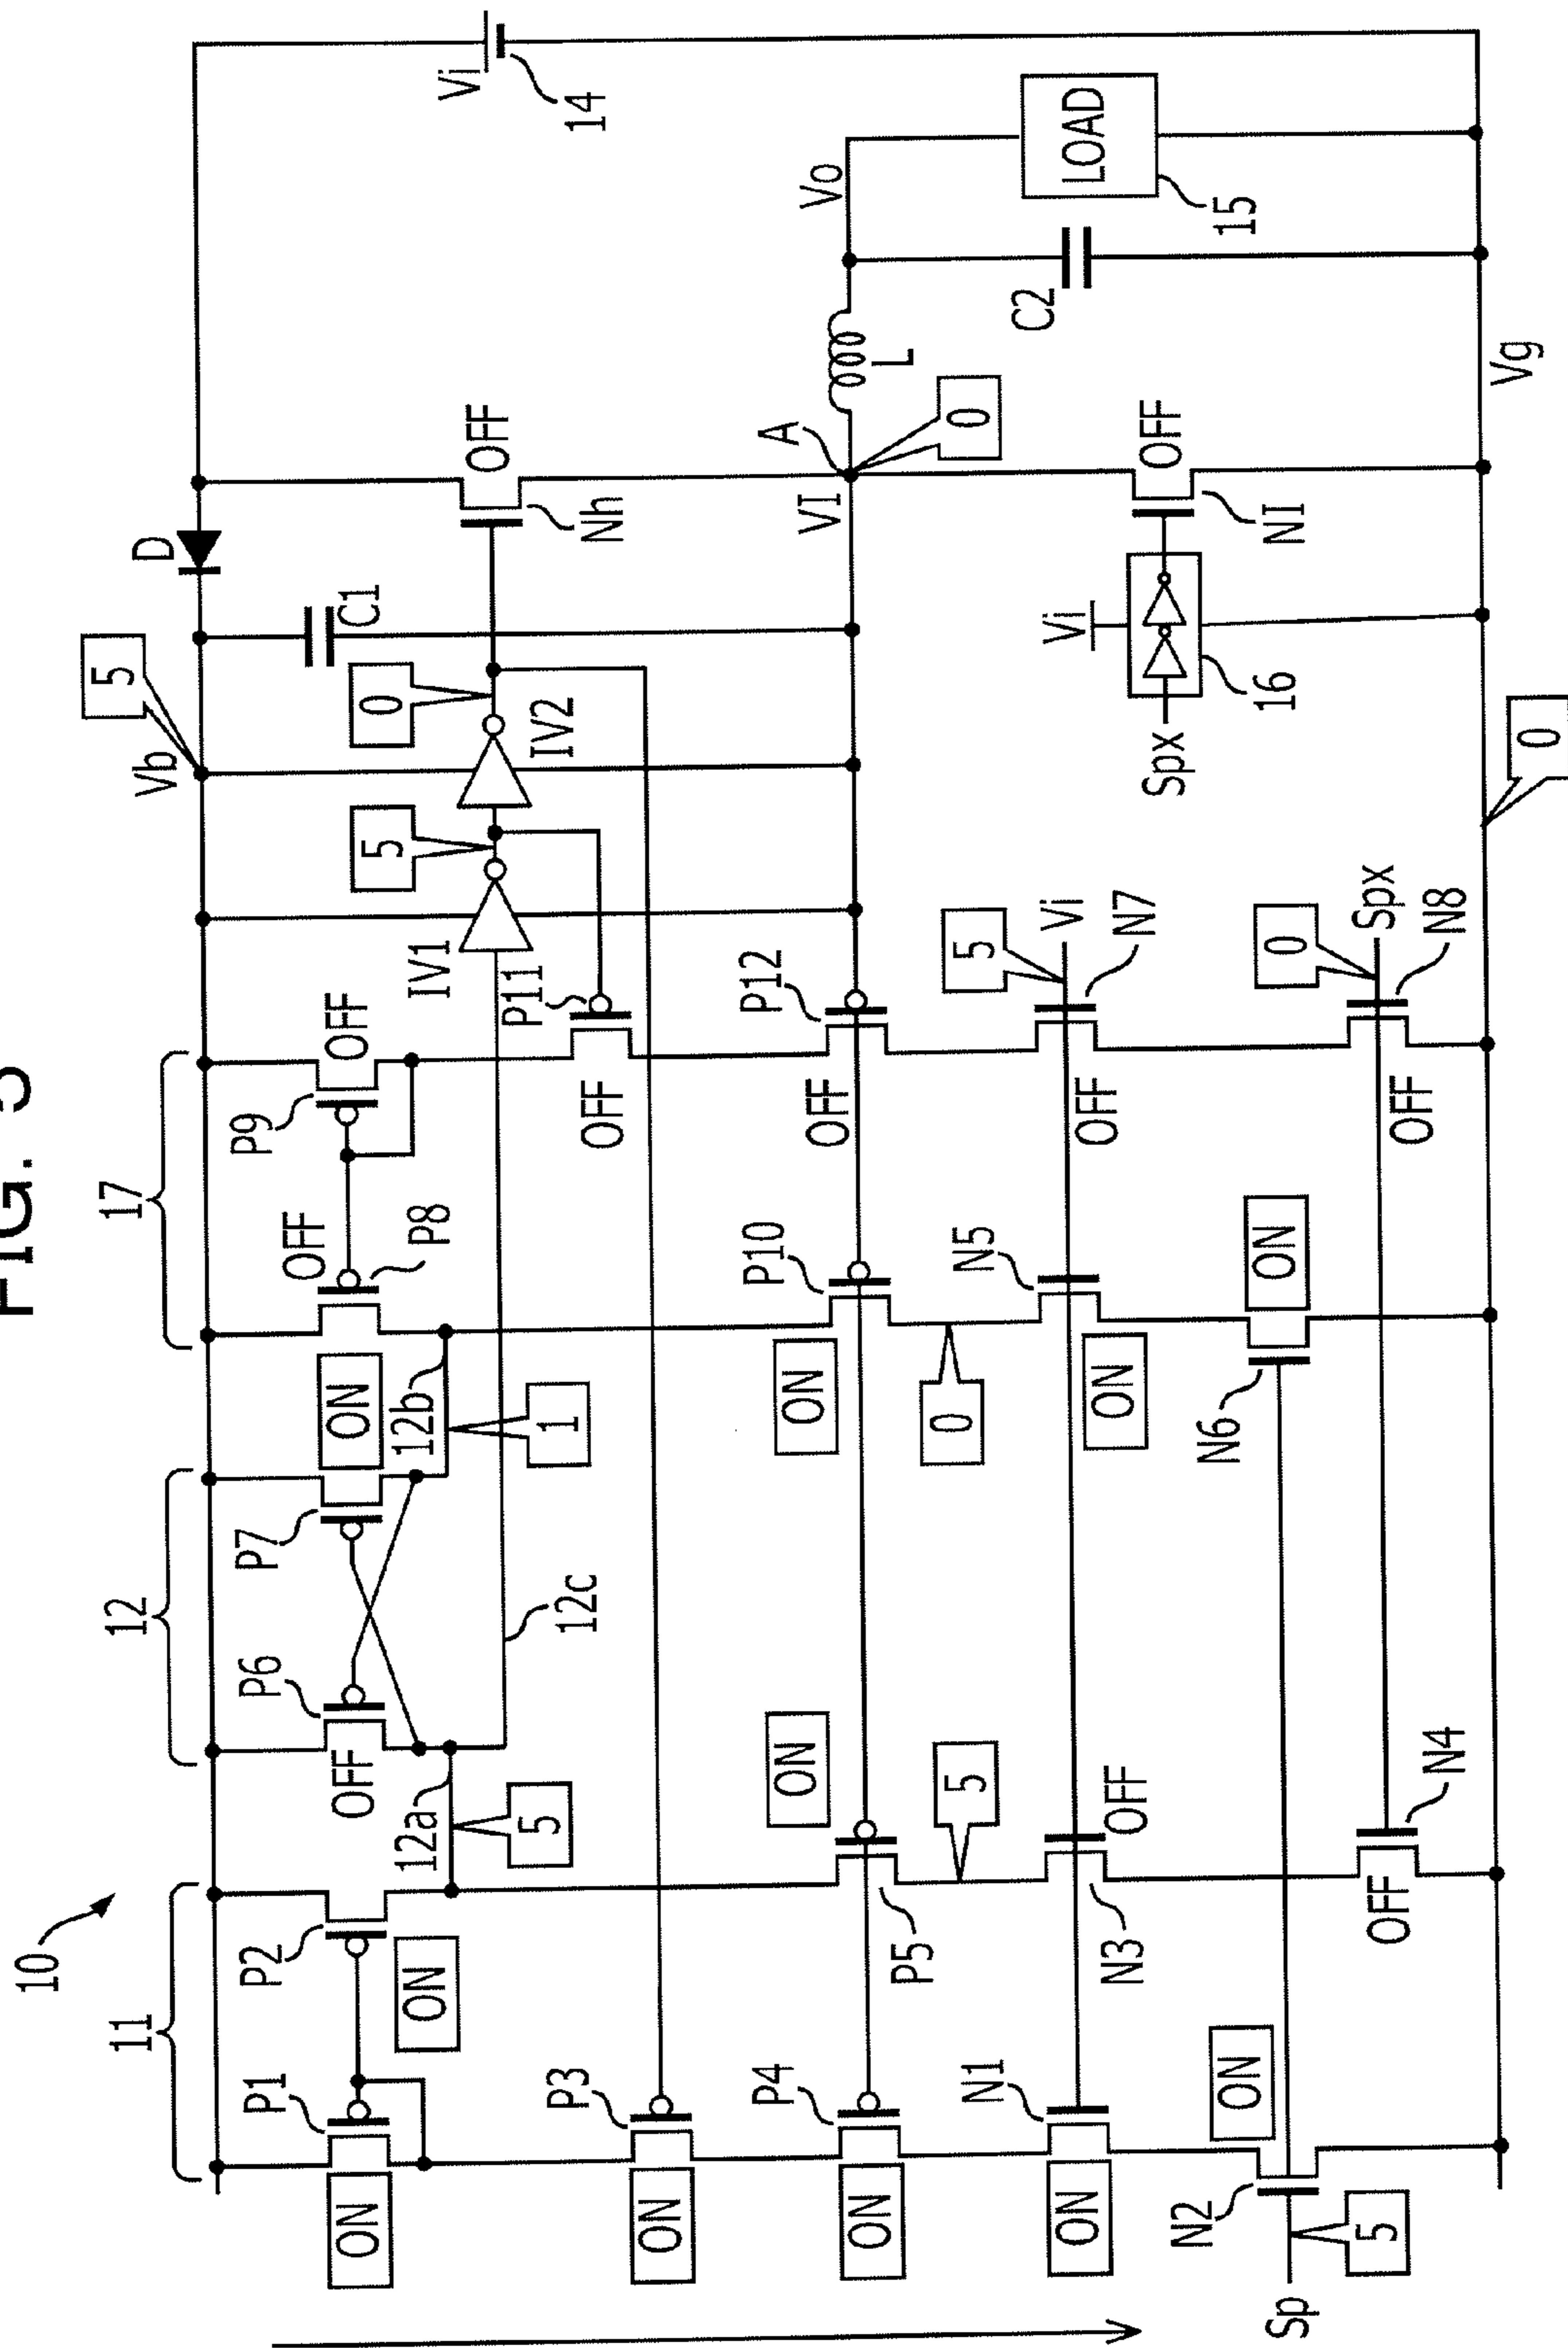 FIG.
10
11
12
17
5
Vb
D
P1
P2
P6
P7
P9
OFF
P8
OFF
ON
ON
OFF
ON
12a
12b
C1
0
5
IV1
IV2
OFF
Nh
Vi
14
5
1
12c
P11
OFF
P3
ON
P4
ON
ON
P5
P10
ON
P12
OFF
VI
A
0
L
Vo
5
0
N1
ON
N3
OFF
N5
ON
5
Vi
N7
OFF
C2
LOAD
15
Spx
Vi
16
OFF
NI
Sp
N2
ON
5
N6
ON
0
Spx
N8
OFF
OFF
N4
0
Vg